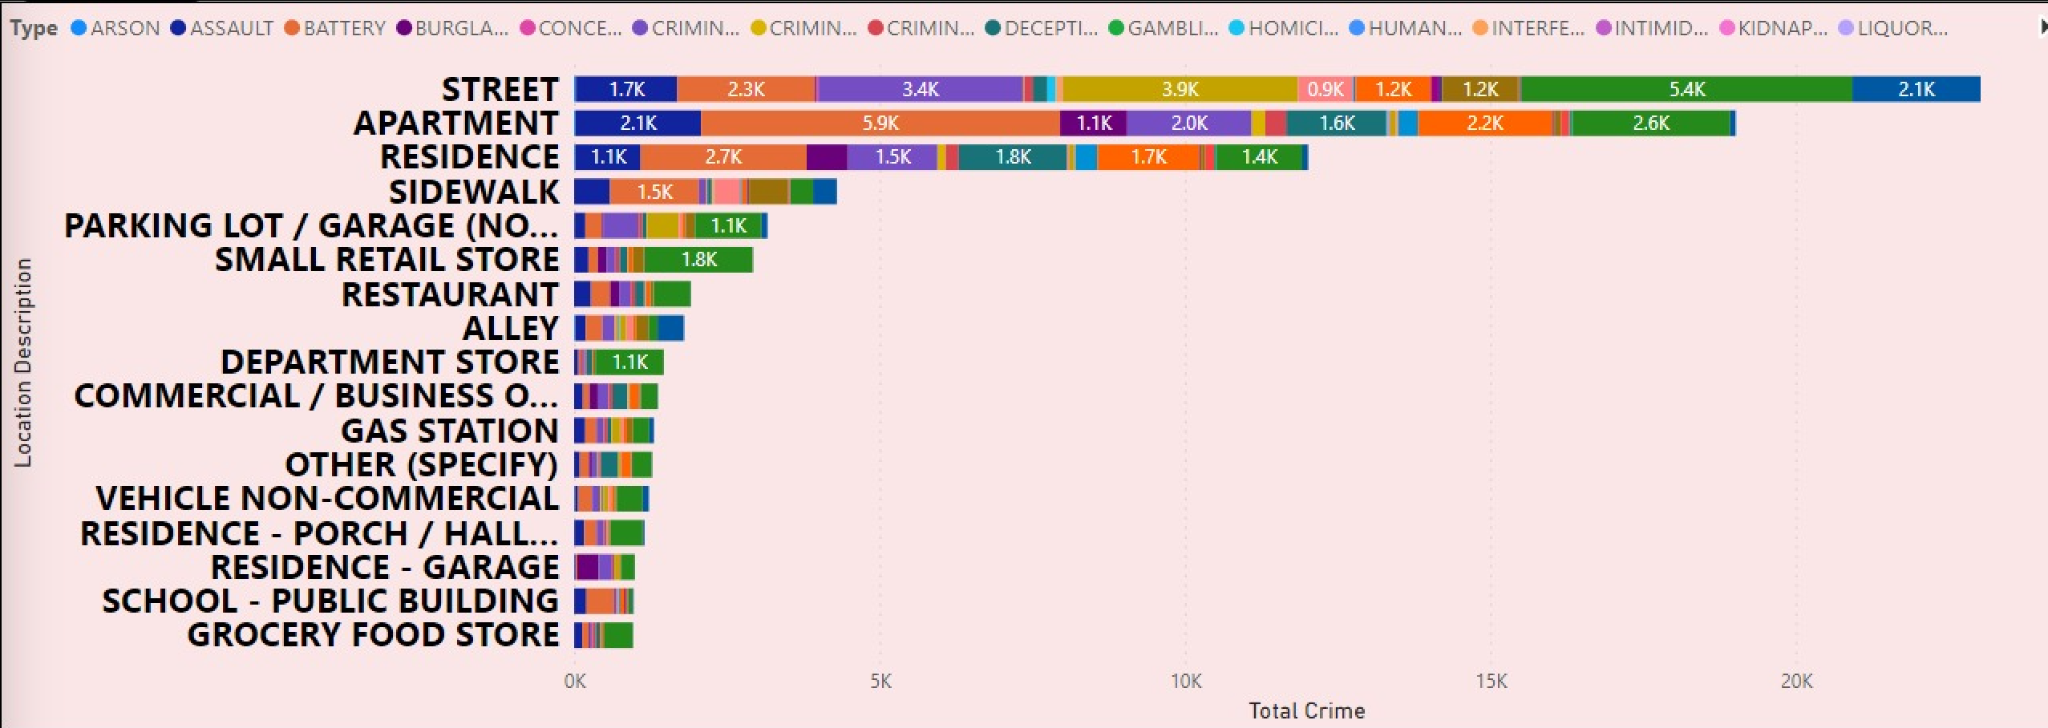 Type ARSON ASSAULT BATTERY BURGLA... CONCE... CRIMIN... CRIMIN... CRIMIN... DECEPTI... GAMBLI... HOMICI... HUMAN... INTERFE... INTIMID... KIDNAP... LIQUOR...
STREET 1.7K 2.3K 3.4K 3.9K 0.9K 1.2K 1.2K 5.4K 2.1K
APARTMENT 2.1K 5.9K 1.1K 2.0K 1.6K 2.2K 2.6K
RESIDENCE 1.1K 2.7K 1.5K 1.8K 1.7K 1.4K
SIDEWALK 1.5K
PARKING LOT / GARAGE (NO... 1.1K
SMALL RETAIL STORE 1.8K
RESTAURANT
ALLEY
DEPARTMENT STORE 1.1K
COMMERCIAL / BUSINESS O...
GAS STATION
OTHER (SPECIFY)
VEHICLE NON-COMMERCIAL
RESIDENCE - PORCH / HALL...
RESIDENCE - GARAGE
SCHOOL - PUBLIC BUILDING
GROCERY FOOD STORE
Location Description
0K 5K 10K 15K 20K
Total Crime